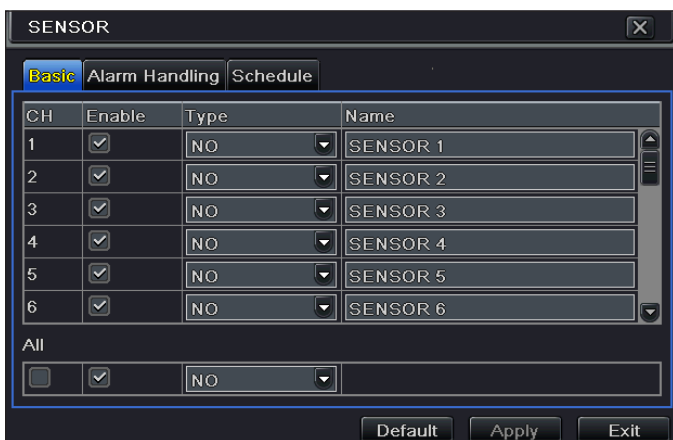 SENSOR
Basic Alarm Handling Schedule
CH Enable Type Name
1 NO SENSOR 1
2 NO SENSOR 2
3 NO SENSOR 3
4 NO SENSOR 4
5 NO SENSOR 5
6 NO SENSOR 6
All
NO
Default Apply Exit